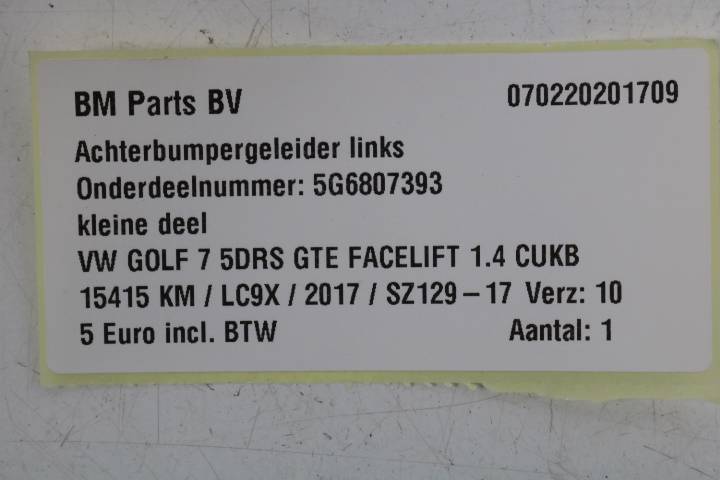 BM Parts BV 070220201709
Achterbumpergeleider links
Onderdeelnummer: 5G6807393
kleine deel
VW GOLF 7 5DRS GTE FACELIFT 1.4 CUKB
15415 KM / LC9X / 2017 / SZ129-17 Verz: 10
5 Euro incl. BTW Aantal: 1